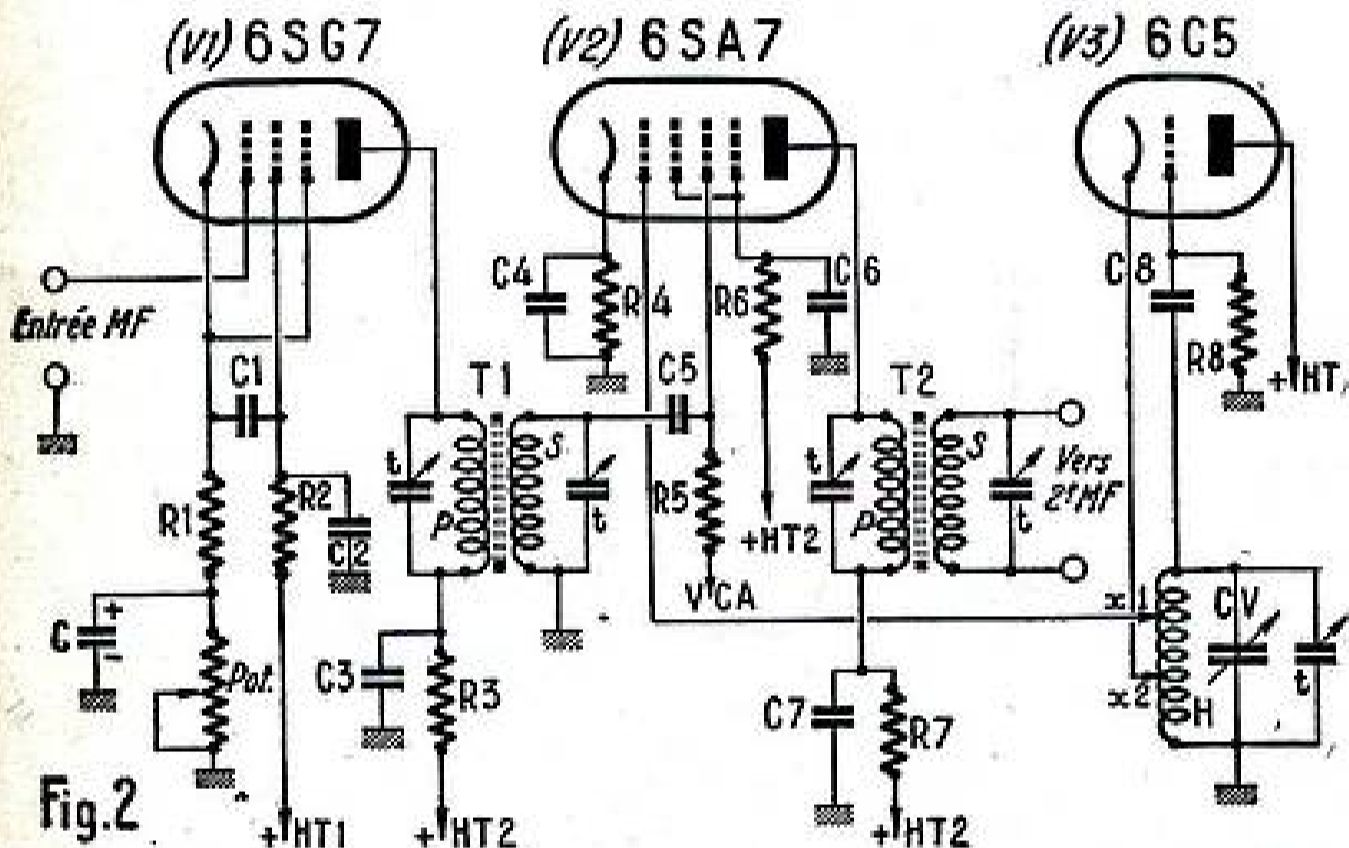 (V1) 6SG7
(V2) 6SA7
(V3) 6C5
Entrée MF
C1
R1
R2
C2
C
+
-
Pot.
+HT1
t
P
T1
S
t
C3
R3
+HT2
C4
R4
C5
R5
VCA
R6
C6
+HT2
t
P
T2
S
t
Vers
2e MF
C7
R7
+HT2
C8
R8
+HT
x1
x2
H
CV
t
Fig.2